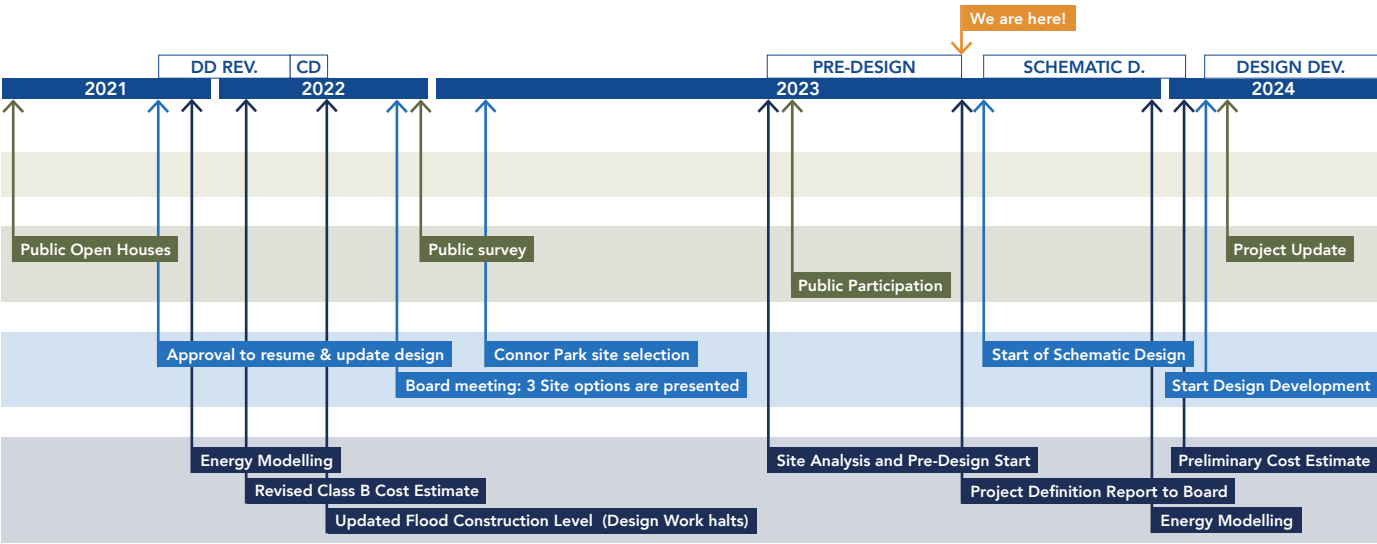 We are here!
DD REV.
CD
PRE-DESIGN
SCHEMATIC D.
DESIGN DEV.
2021
2022
2023
2024
Public Open Houses
Public survey
Project Update
Public Participation
Approval to resume & update design
Connor Park site selection
Start of Schematic Design
Board meeting: 3 Site options are presented
Start Design Development
Energy Modelling
Site Analysis and Pre-Design Start
Preliminary Cost Estimate
Revised Class B Cost Estimate
Project Definition Report to Board
Updated Flood Construction Level (Design Work halts)
Energy Modelling